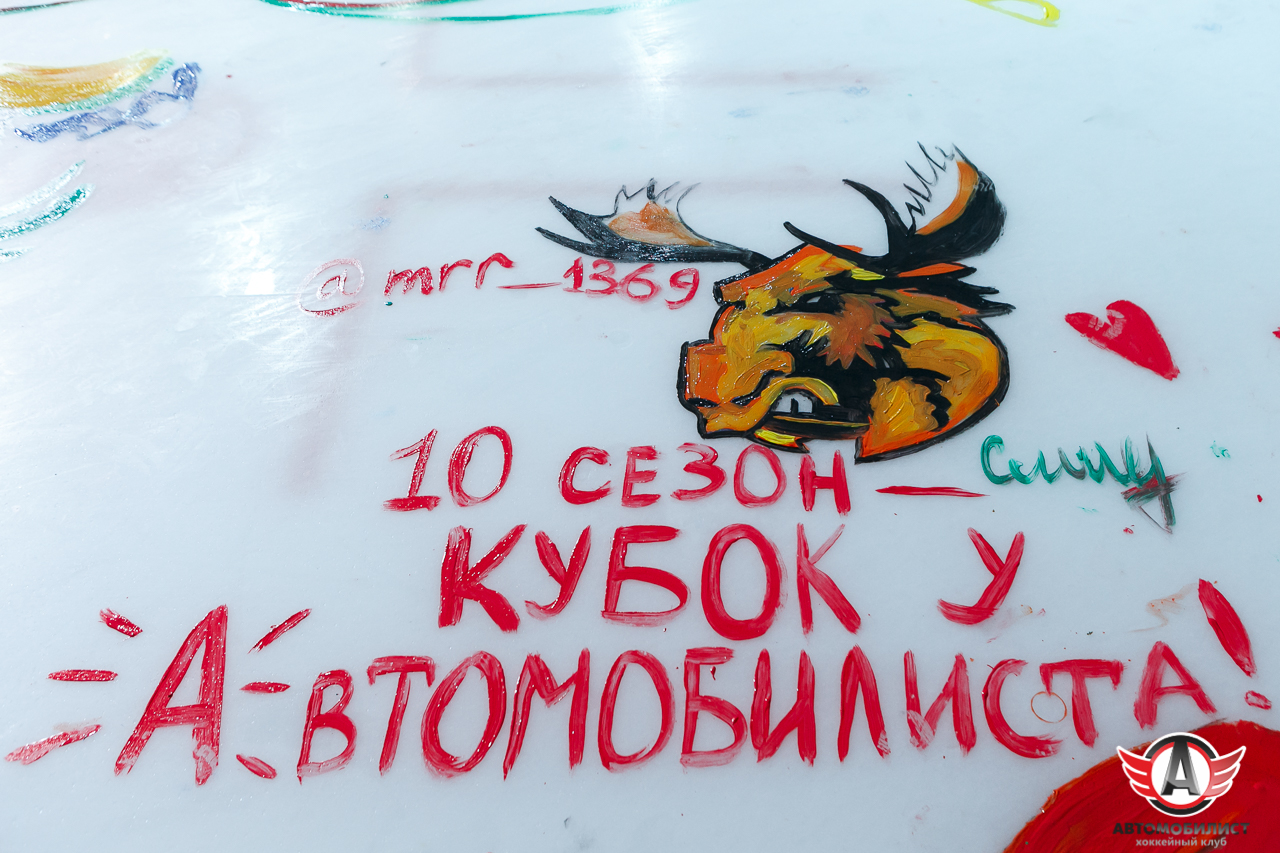 @mrr_1369
10 СЕЗОН —
КУБОК У
АВТОМОБИЛИСТА!
А
АВТОМОБИЛИСТ
хоккейный клуб